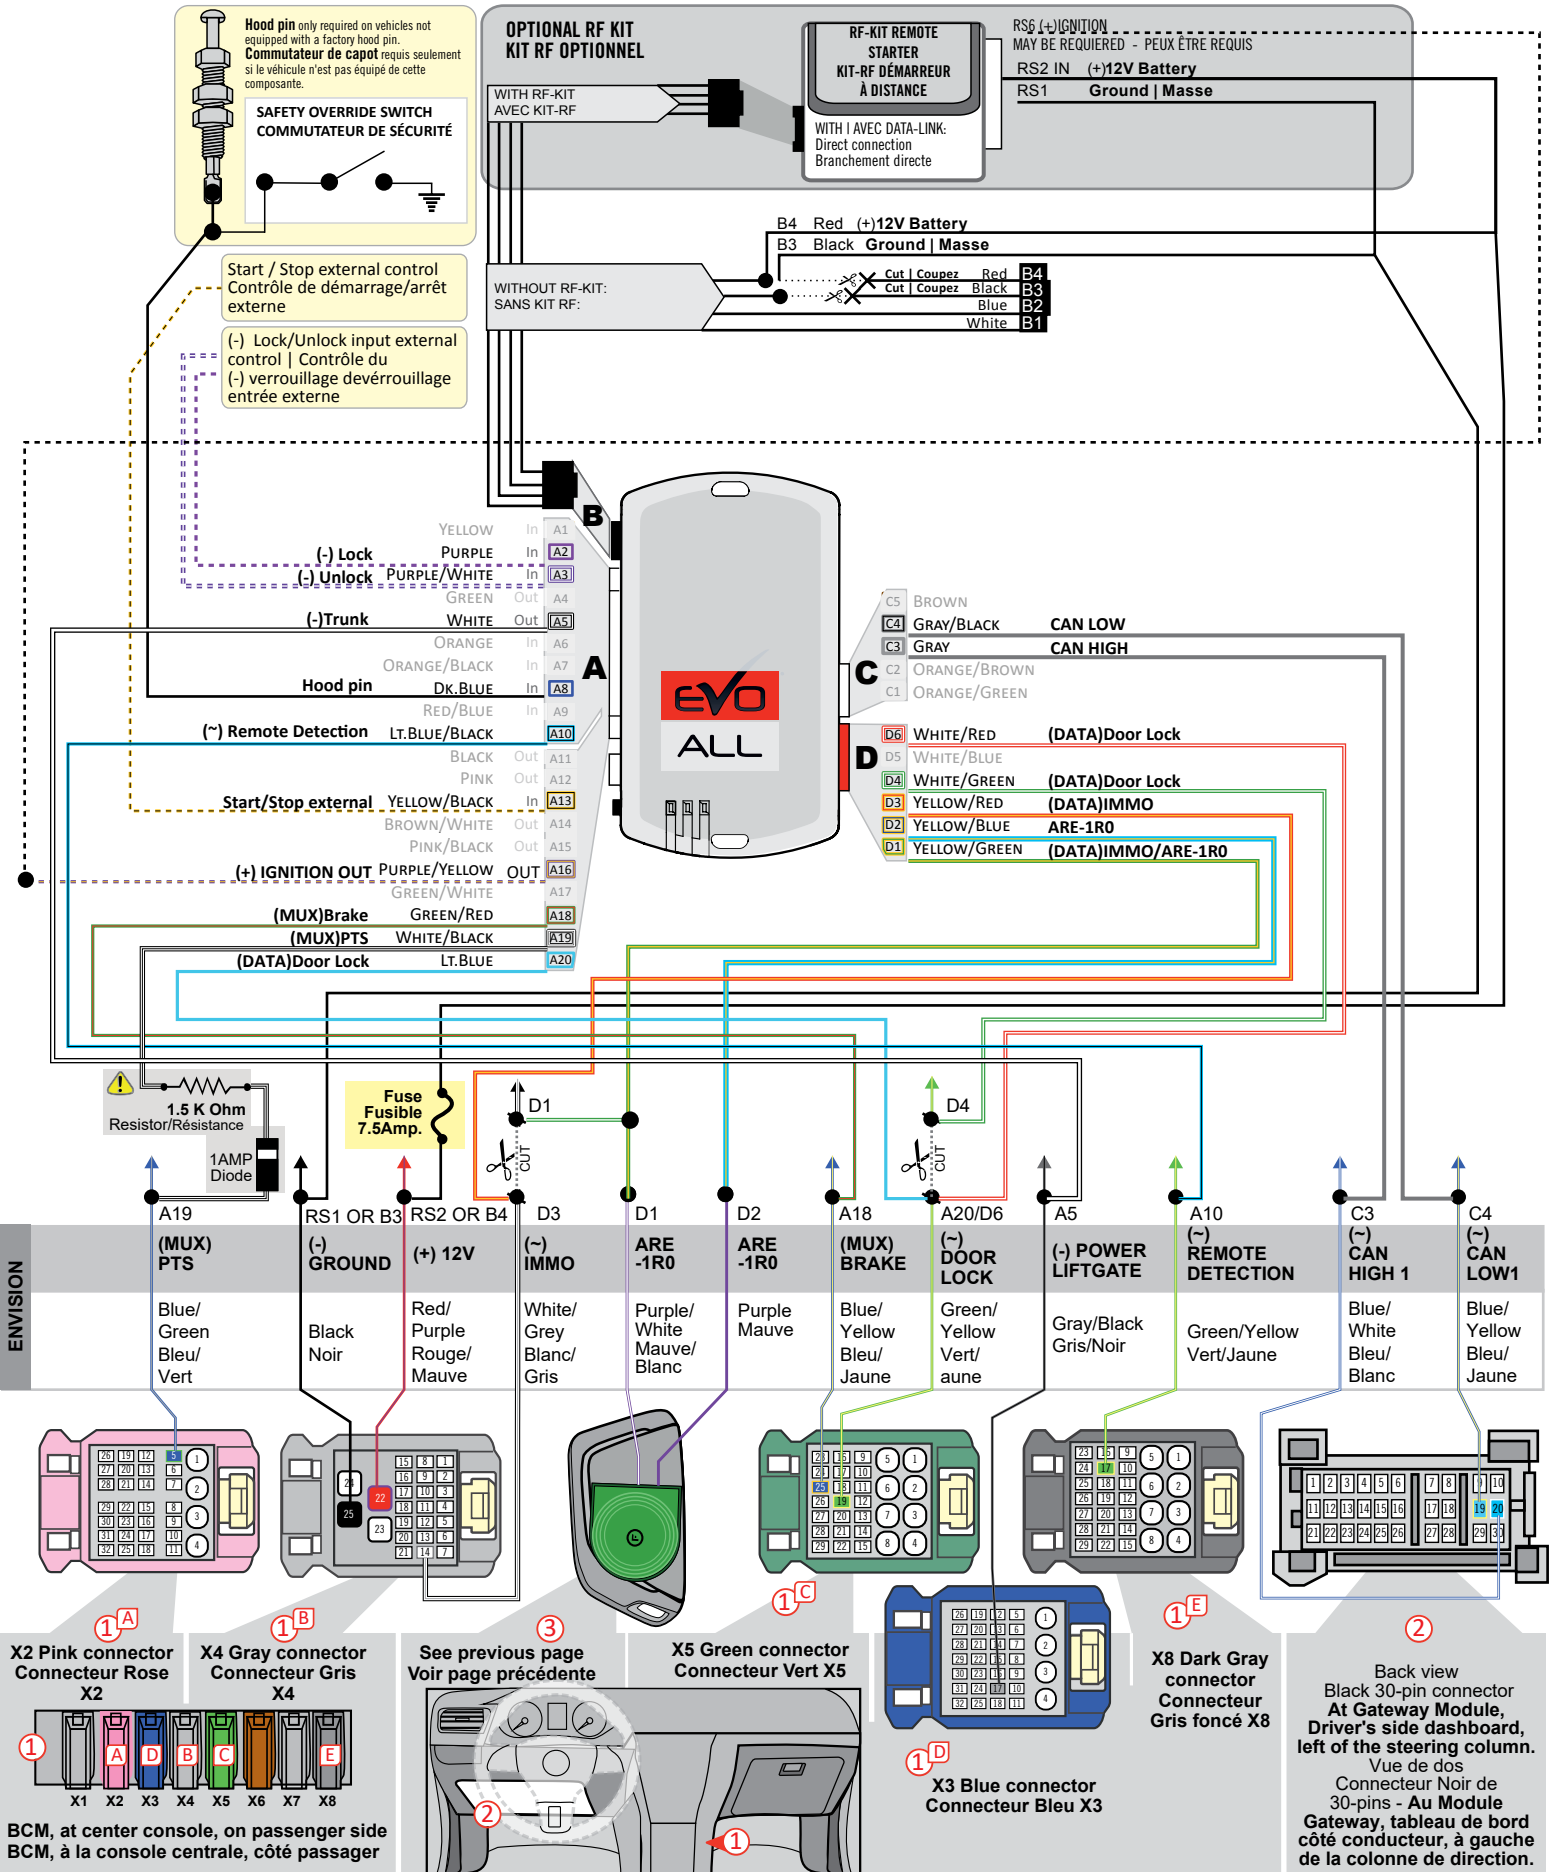 Hood pin only required on vehicles not
equipped with a factory hood pin.
Commutateur de capot requis seulement
si le véhicule n'est pas équipé de cette
composante.
SAFETY OVERRIDE SWITCH
COMMUTATEUR DE SÉCURITÉ
OPTIONAL RF KIT
KIT RF OPTIONNEL
WITH RF-KIT
AVEC KIT-RF
RF-KIT REMOTE
STARTER
KIT-RF DÉMARREUR
À DISTANCE
WITH | AVEC DATA-LINK:
Direct connection
Branchement directe
RS6 (+)IGNITION
MAY BE REQUIERED - PEUX ÊTRE REQUIS
RS2 IN (+)12V Battery
RS1 Ground | Masse
B4 Red (+)12V Battery
B3 Black Ground | Masse
WITHOUT RF-KIT:
SANS KIT RF:
Cut | Coupez Red B4
Cut | Coupez Black B3
Blue B2
White B1
Start / Stop external control
Contrôle de démarrage/arrêt
externe
(-) Lock/Unlock input external
control | Contrôle du
(-) verrouillage devérrouillage
entrée externe
B
YELLOW In A1
(-) Lock PURPLE In A2
(-) Unlock PURPLE/WHITE In A3
GREEN Out A4
(-)Trunk WHITE Out A5
ORANGE In A6
ORANGE/BLACK In A7
Hood pin DK.BLUE In A8
RED/BLUE In A9
(~) Remote Detection LT.BLUE/BLACK A10
BLACK Out A11
PINK Out A12
Start/Stop external YELLOW/BLACK In A13
BROWN/WHITE Out A14
PINK/BLACK Out A15
(+) IGNITION OUT PURPLE/YELLOW OUT A16
GREEN/WHITE A17
(MUX)Brake GREEN/RED A18
(MUX)PTS WHITE/BLACK A19
(DATA)Door Lock LT.BLUE A20
A
EVO
ALL
C
C5 BROWN
C4 GRAY/BLACK CAN LOW
C3 GRAY CAN HIGH
C2 ORANGE/BROWN
C1 ORANGE/GREEN
D
D6 WHITE/RED (DATA)Door Lock
D5 WHITE/BLUE
D4 WHITE/GREEN (DATA)Door Lock
D3 YELLOW/RED (DATA)IMMO
D2 YELLOW/BLUE ARE-1R0
D1 YELLOW/GREEN (DATA)IMMO/ARE-1R0
1.5 K Ohm
Resistor/Résistance
1AMP
Diode
Fuse
Fusible
7.5Amp.
D1
CUT
D4
CUT
A19 RS1 OR B3 RS2 OR B4 D3 D1 D2 A18 A20/D6 A5 A10 C3 C4
ENVISION
(MUX)
PTS
(-)
GROUND
(+) 12V
(~)
IMMO
ARE
-1R0
ARE
-1R0
(MUX)
BRAKE
(~)
DOOR
LOCK
(-) POWER
LIFTGATE
(~)
REMOTE
DETECTION
(~)
CAN
HIGH 1
(~)
CAN
LOW1
Blue/
Green
Bleu/
Vert
Black
Noir
Red/
Purple
Rouge/
Mauve
White/
Grey
Blanc/
Gris
Purple/
White
Mauve/
Blanc
Purple
Mauve
Blue/
Yellow
Bleu/
Jaune
Green/
Yellow
Vert/
aune
Gray/Black
Gris/Noir
Green/Yellow
Vert/Jaune
Blue/
White
Bleu/
Blanc
Blue/
Yellow
Bleu/
Jaune
1 A
X2 Pink connector
Connecteur Rose
X2
1 B
X4 Gray connector
Connecteur Gris
X4
3
See previous page
Voir page précédente
1 C
X5 Green connector
Connecteur Vert X5
1 D
X3 Blue connector
Connecteur Bleu X3
1 E
X8 Dark Gray
connector
Connecteur
Gris foncé X8
2
Back view
Black 30-pin connector
At Gateway Module,
Driver's side dashboard,
left of the steering column.
Vue de dos
Connecteur Noir de
30-pins - Au Module
Gateway, tableau de bord
côté conducteur, à gauche
de la colonne de direction.
1
A D B C E
X1 X2 X3 X4 X5 X6 X7 X8
BCM, at center console, on passenger side
BCM, à la console centrale, côté passager
2
1